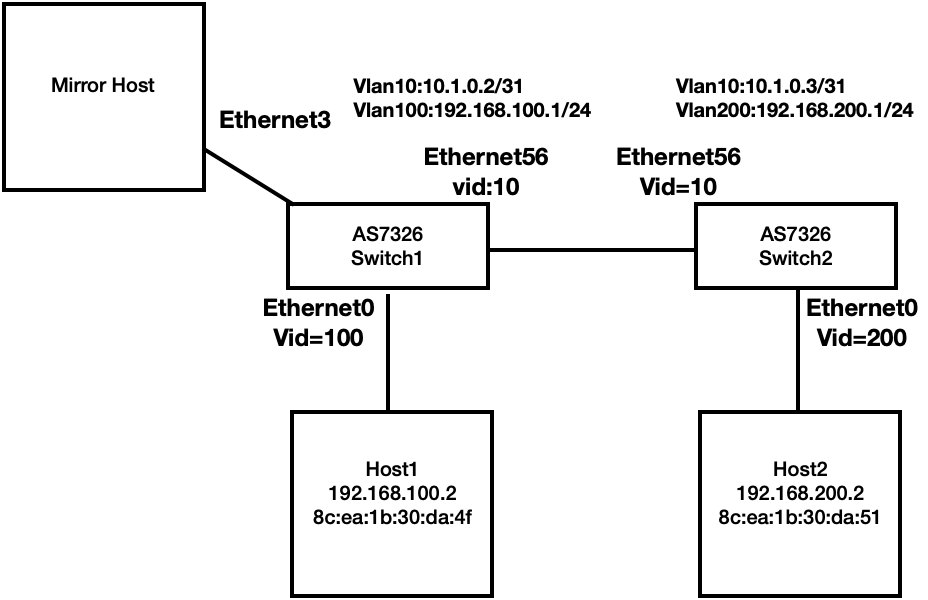 Mirror Host
Ethernet3
Vlan10:10.1.0.2/31
Vlan100:192.168.100.1/24
Vlan10:10.1.0.3/31
Vlan200:192.168.200.1/24
Ethernet56
vid:10
Ethernet56
Vid=10
AS7326
Switch1
AS7326
Switch2
Ethernet0
Vid=100
Ethernet0
Vid=200
Host1
192.168.100.2
8c:ea:1b:30:da:4f
Host2
192.168.200.2
8c:ea:1b:30:da:51